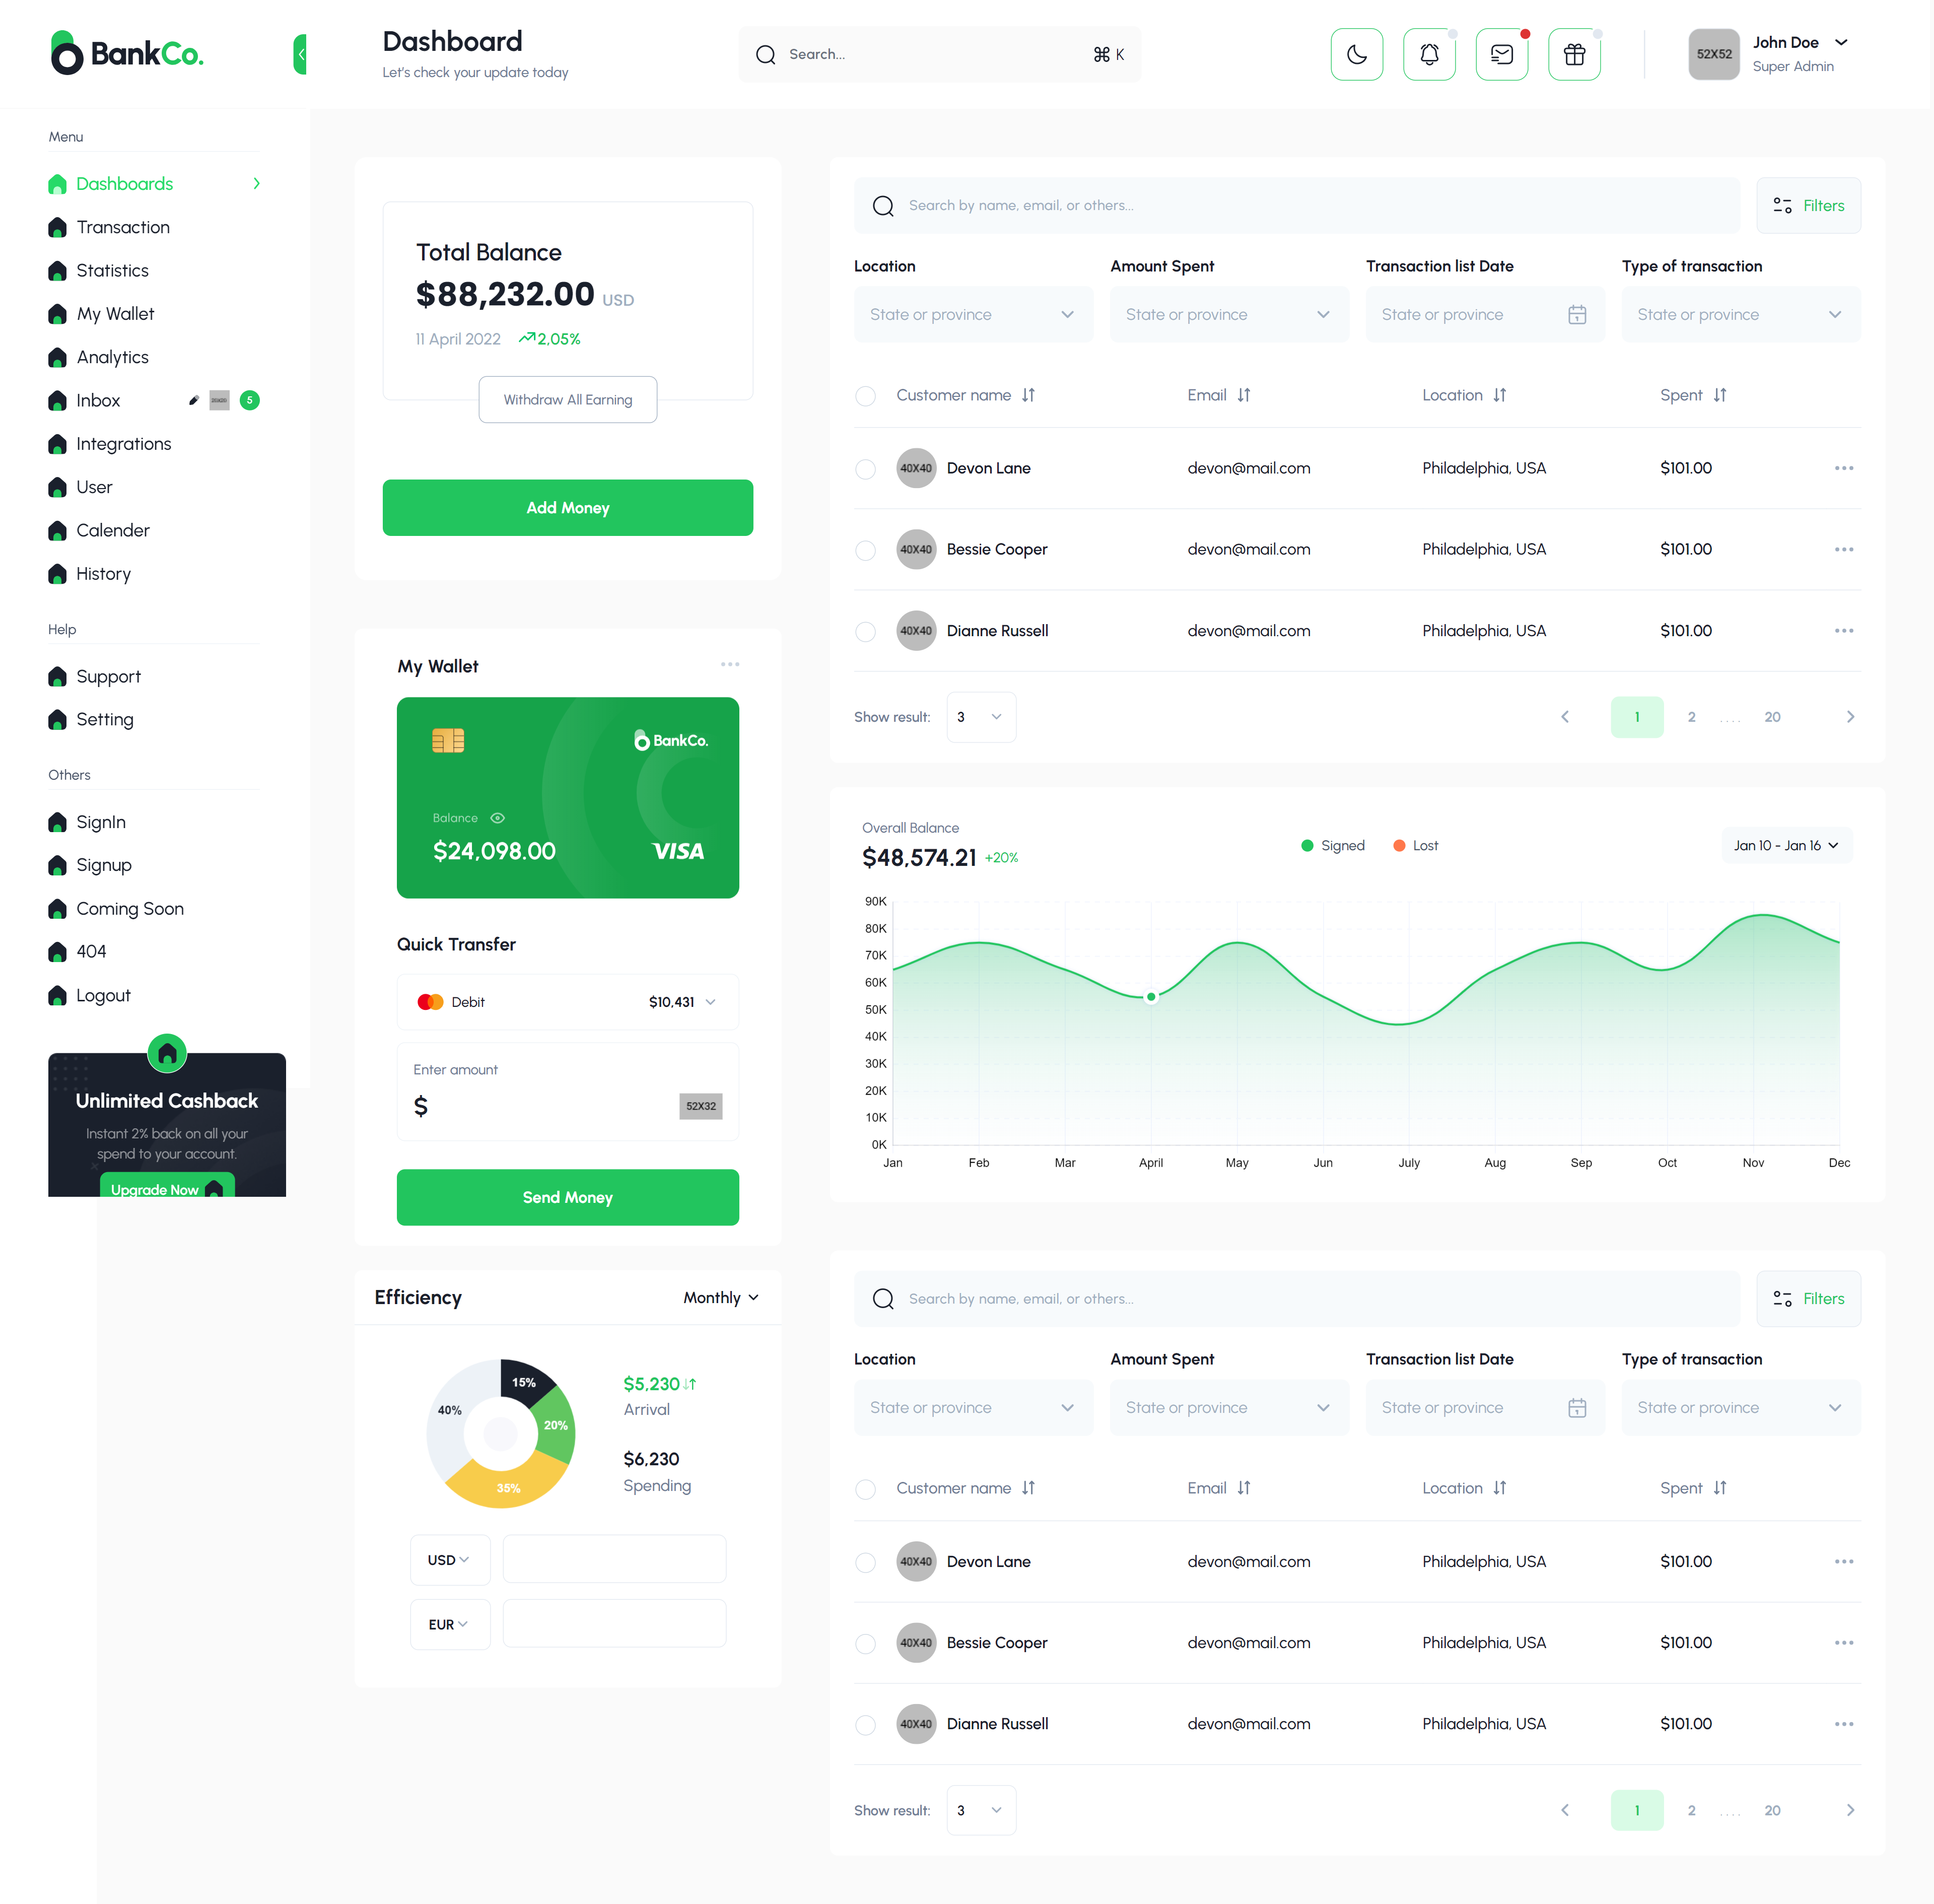 BankCo.
Dashboard
Let's check your update today
Search...
⌘ K
52X52
John Doe
Super Admin
Menu
Dashboards
Transaction
Statistics
My Wallet
Analytics
Inbox
5
Integrations
User
Calender
History
Help
Support
Setting
Others
SignIn
Signup
Coming Soon
404
Logout
Unlimited Cashback
Instant 2% back on all your
spend to your account.
Upgrade Now
Total Balance
$88,232.00 USD
11 April 2022 2,05%
Withdraw All Earning
Add Money
My Wallet
BankCo.
Balance
$24,098.00
VISA
Quick Transfer
Debit $10,431
Enter amount
$
52X32
Send Money
Efficiency
Monthly
15%
40%
20%
35%
$5,230
Arrival
$6,230
Spending
USD
EUR
Search by name, email, or others...
Filters
Location Amount Spent Transaction list Date Type of transaction
State or province State or province State or province State or province
Customer name Email Location Spent
40X40 Devon Lane devon@mail.com Philadelphia, USA $101.00
40X40 Bessie Cooper devon@mail.com Philadelphia, USA $101.00
40X40 Dianne Russell devon@mail.com Philadelphia, USA $101.00
Show result: 3
1 2 .... 20
Overall Balance
$48,574.21 +20%
Signed Lost
Jan 10 - Jan 16
90K
80K
70K
60K
50K
40K
30K
20K
10K
0K
Jan Feb Mar April May Jun July Aug Sep Oct Nov Dec
Search by name, email, or others...
Filters
Location Amount Spent Transaction list Date Type of transaction
State or province State or province State or province State or province
Customer name Email Location Spent
40X40 Devon Lane devon@mail.com Philadelphia, USA $101.00
40X40 Bessie Cooper devon@mail.com Philadelphia, USA $101.00
40X40 Dianne Russell devon@mail.com Philadelphia, USA $101.00
Show result: 3
1 2 .... 20